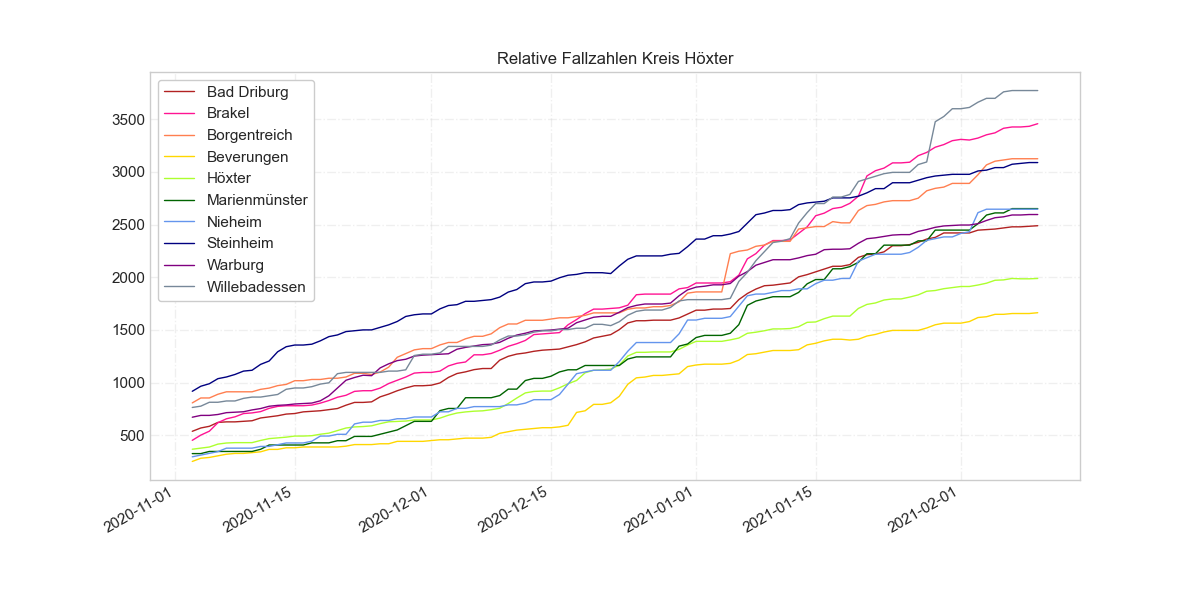 Relative Fallzahlen Kreis Höxter
Bad Driburg
Brakel
Borgentreich
Beverungen
Höxter
Marienmünster
Nieheim
Steinheim
Warburg
Willebadessen
3500
3000
2500
2000
1500
1000
500
2020-11-01
2020-11-15
2020-12-01
2020-12-15
2021-01-01
2021-01-15
2021-02-01